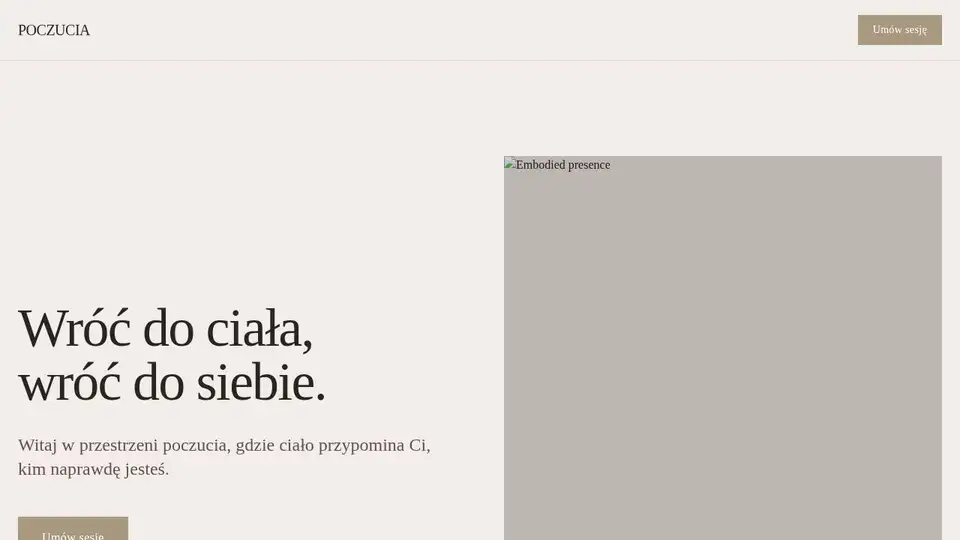 POCZUCIA
Umów sesję
Embodied presence
Wróć do ciała,
wróć do siebie.
Witaj w przestrzeni poczucia, gdzie ciało przypomina Ci,
kim naprawdę jesteś.
Umów sesję